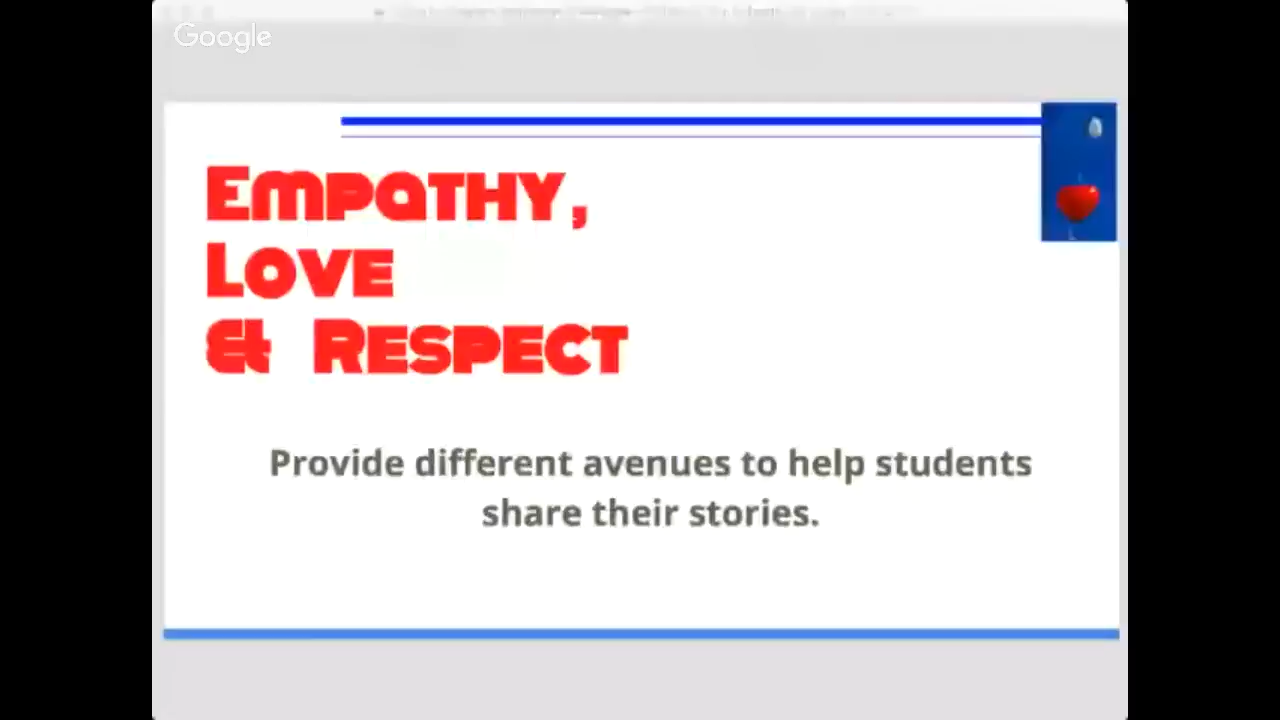 Google
Empathy,
Love
& Respect
Provide different avenues to help students
share their stories.